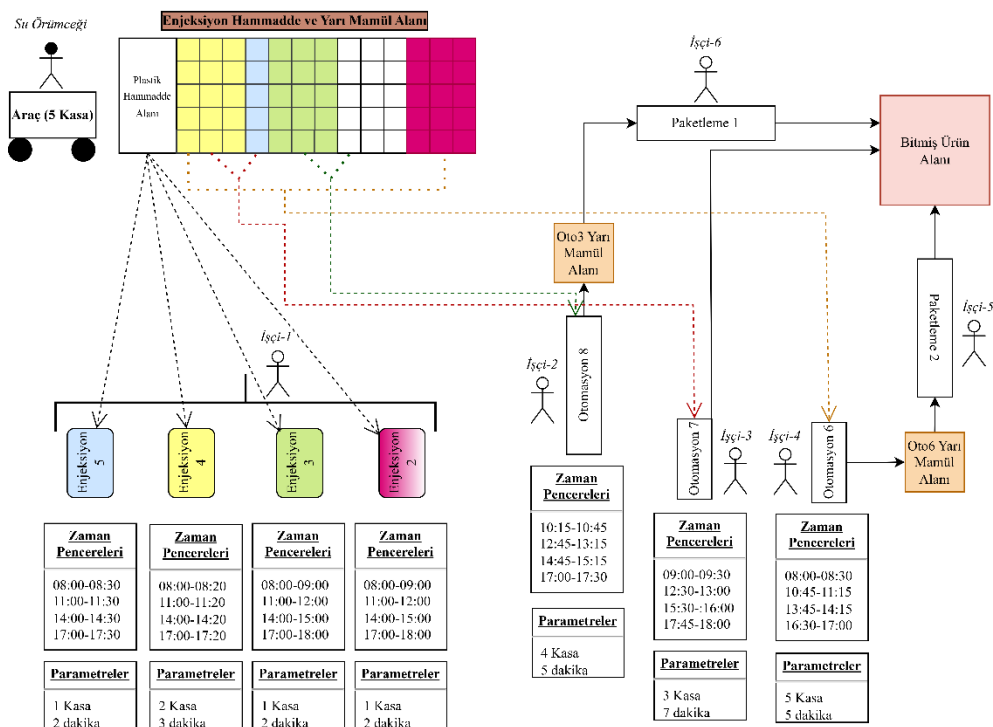 Su Örümceği
Araç (5 Kasa)
Enjeksiyon Hammadde ve Yarı Mamül Alanı
Plastik
Hammadde
Alanı
İşçi-6
Paketleme 1
Bitmiş Ürün
Alanı
Oto3 Yarı
Mamül
Alanı
Paketleme 2
İşçi-5
İşçi-1
İşçi-2
Otomasyon 8
Otomasyon 7
İşçi-3
İşçi-4
Otomasyon 6
Oto6 Yarı
Mamül
Alanı
Enjeksiyon
5
Enjeksiyon
4
Enjeksiyon
3
Enjeksiyon
2
Zaman
Pencereleri
08:00-08:30
11:00-11:30
14:00-14:30
17:00-17:30
Zaman
Pencereleri
08:00-08:20
11:00-11:20
14:00-14:20
17:00-17:20
Zaman
Pencereleri
08:00-09:00
11:00-12:00
14:00-15:00
17:00-18:00
Zaman
Pencereleri
08:00-09:00
11:00-12:00
14:00-15:00
17:00-18:00
Zaman
Pencereleri
10:15-10:45
12:45-13:15
14:45-15:15
17:00-17:30
Zaman
Pencereleri
09:00-09:30
12:30-13:00
15:30-:16:00
17:45-18:00
Zaman
Pencereleri
08:00-08:30
10:45-11:15
13:45-14:15
16:30-17:00
Parametreler
1 Kasa
2 dakika
Parametreler
2 Kasa
3 dakika
Parametreler
1 Kasa
2 dakika
Parametreler
1 Kasa
2 dakika
Parametreler
4 Kasa
5 dakika
Parametreler
3 Kasa
7 dakika
Parametreler
5 Kasa
5 dakika